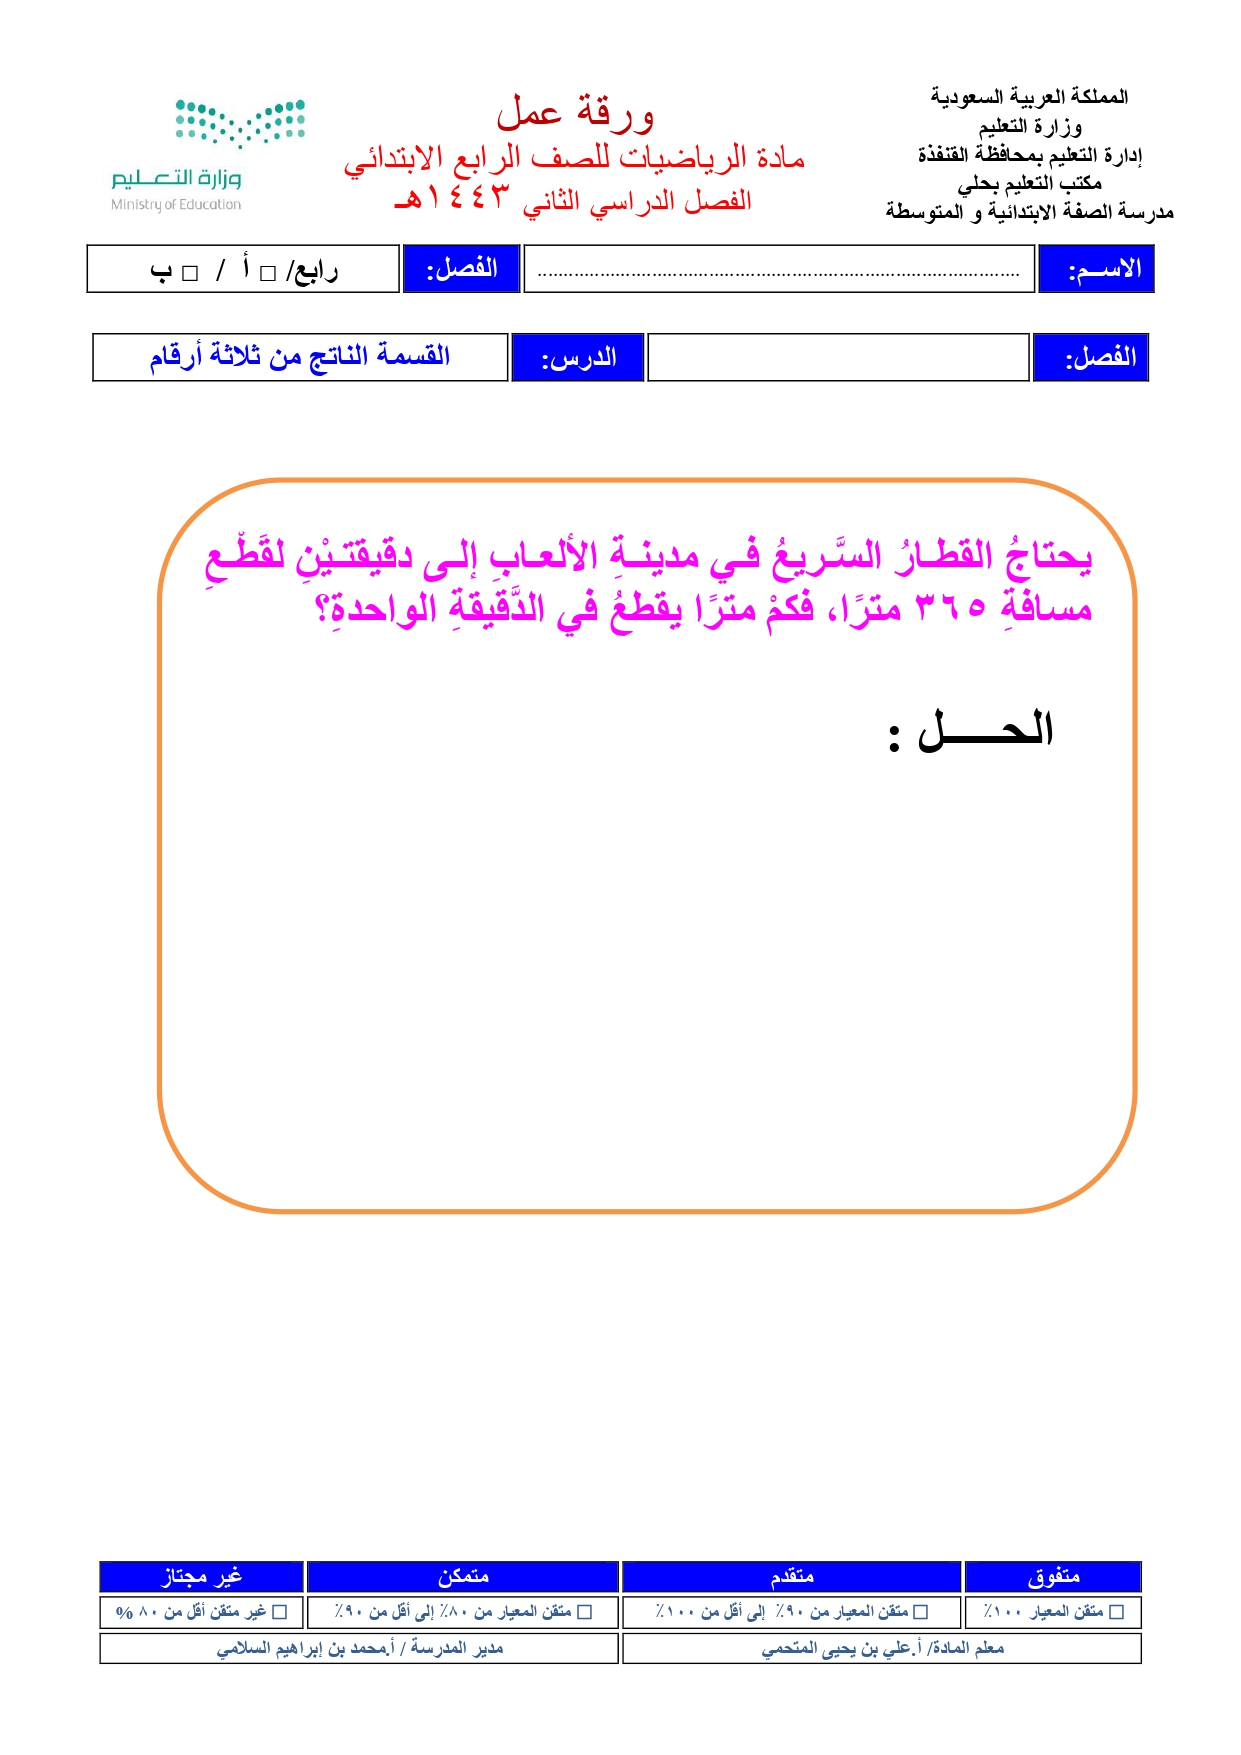 المملكة العربية السعودية
وزارة التعليم
إدارة التعليم بمحافظة القنفذة
مكتب التعليم بحلي
مدرسة الصفة الابتدائية و المتوسطة
ورقة عمل
مادة الرياضيات للصف الرابع الابتدائي
الفصل الدراسي الثاني ١٤٤٣هـ
وزارة التعـليم
Ministry of Education
الاســم: ............................................................................................. الفصل: رابع/ □ أ / □ ب
الفصل: الدرس: القسمة الناتج من ثلاثة أرقام
يحتاجُ القطـارُ السَّـريعُ فـي مدينـةِ الألعـابِ إلـى دقيقتـيْنِ لقَطْـعِ
مسافةِ ٣٦٥ مترًا، فكمْ مترًا يقطعُ في الدَّقيقةِ الواحدةِ؟
الحـــــل :
متفوق متقدم متمكن غير مجتاز
□ متقن المعيار ١٠٠٪ □ متقن المعيار من ٩٠٪ إلى أقل من ١٠٠٪ □ متقن المعيار من ٨٠٪ إلى أقل من ٩٠٪ □ غير متقن أقل من ٨٠ %
معلم المادة/ أ.علي بن يحيى المتحمي مدير المدرسة / أ.محمد بن إبراهيم السلامي